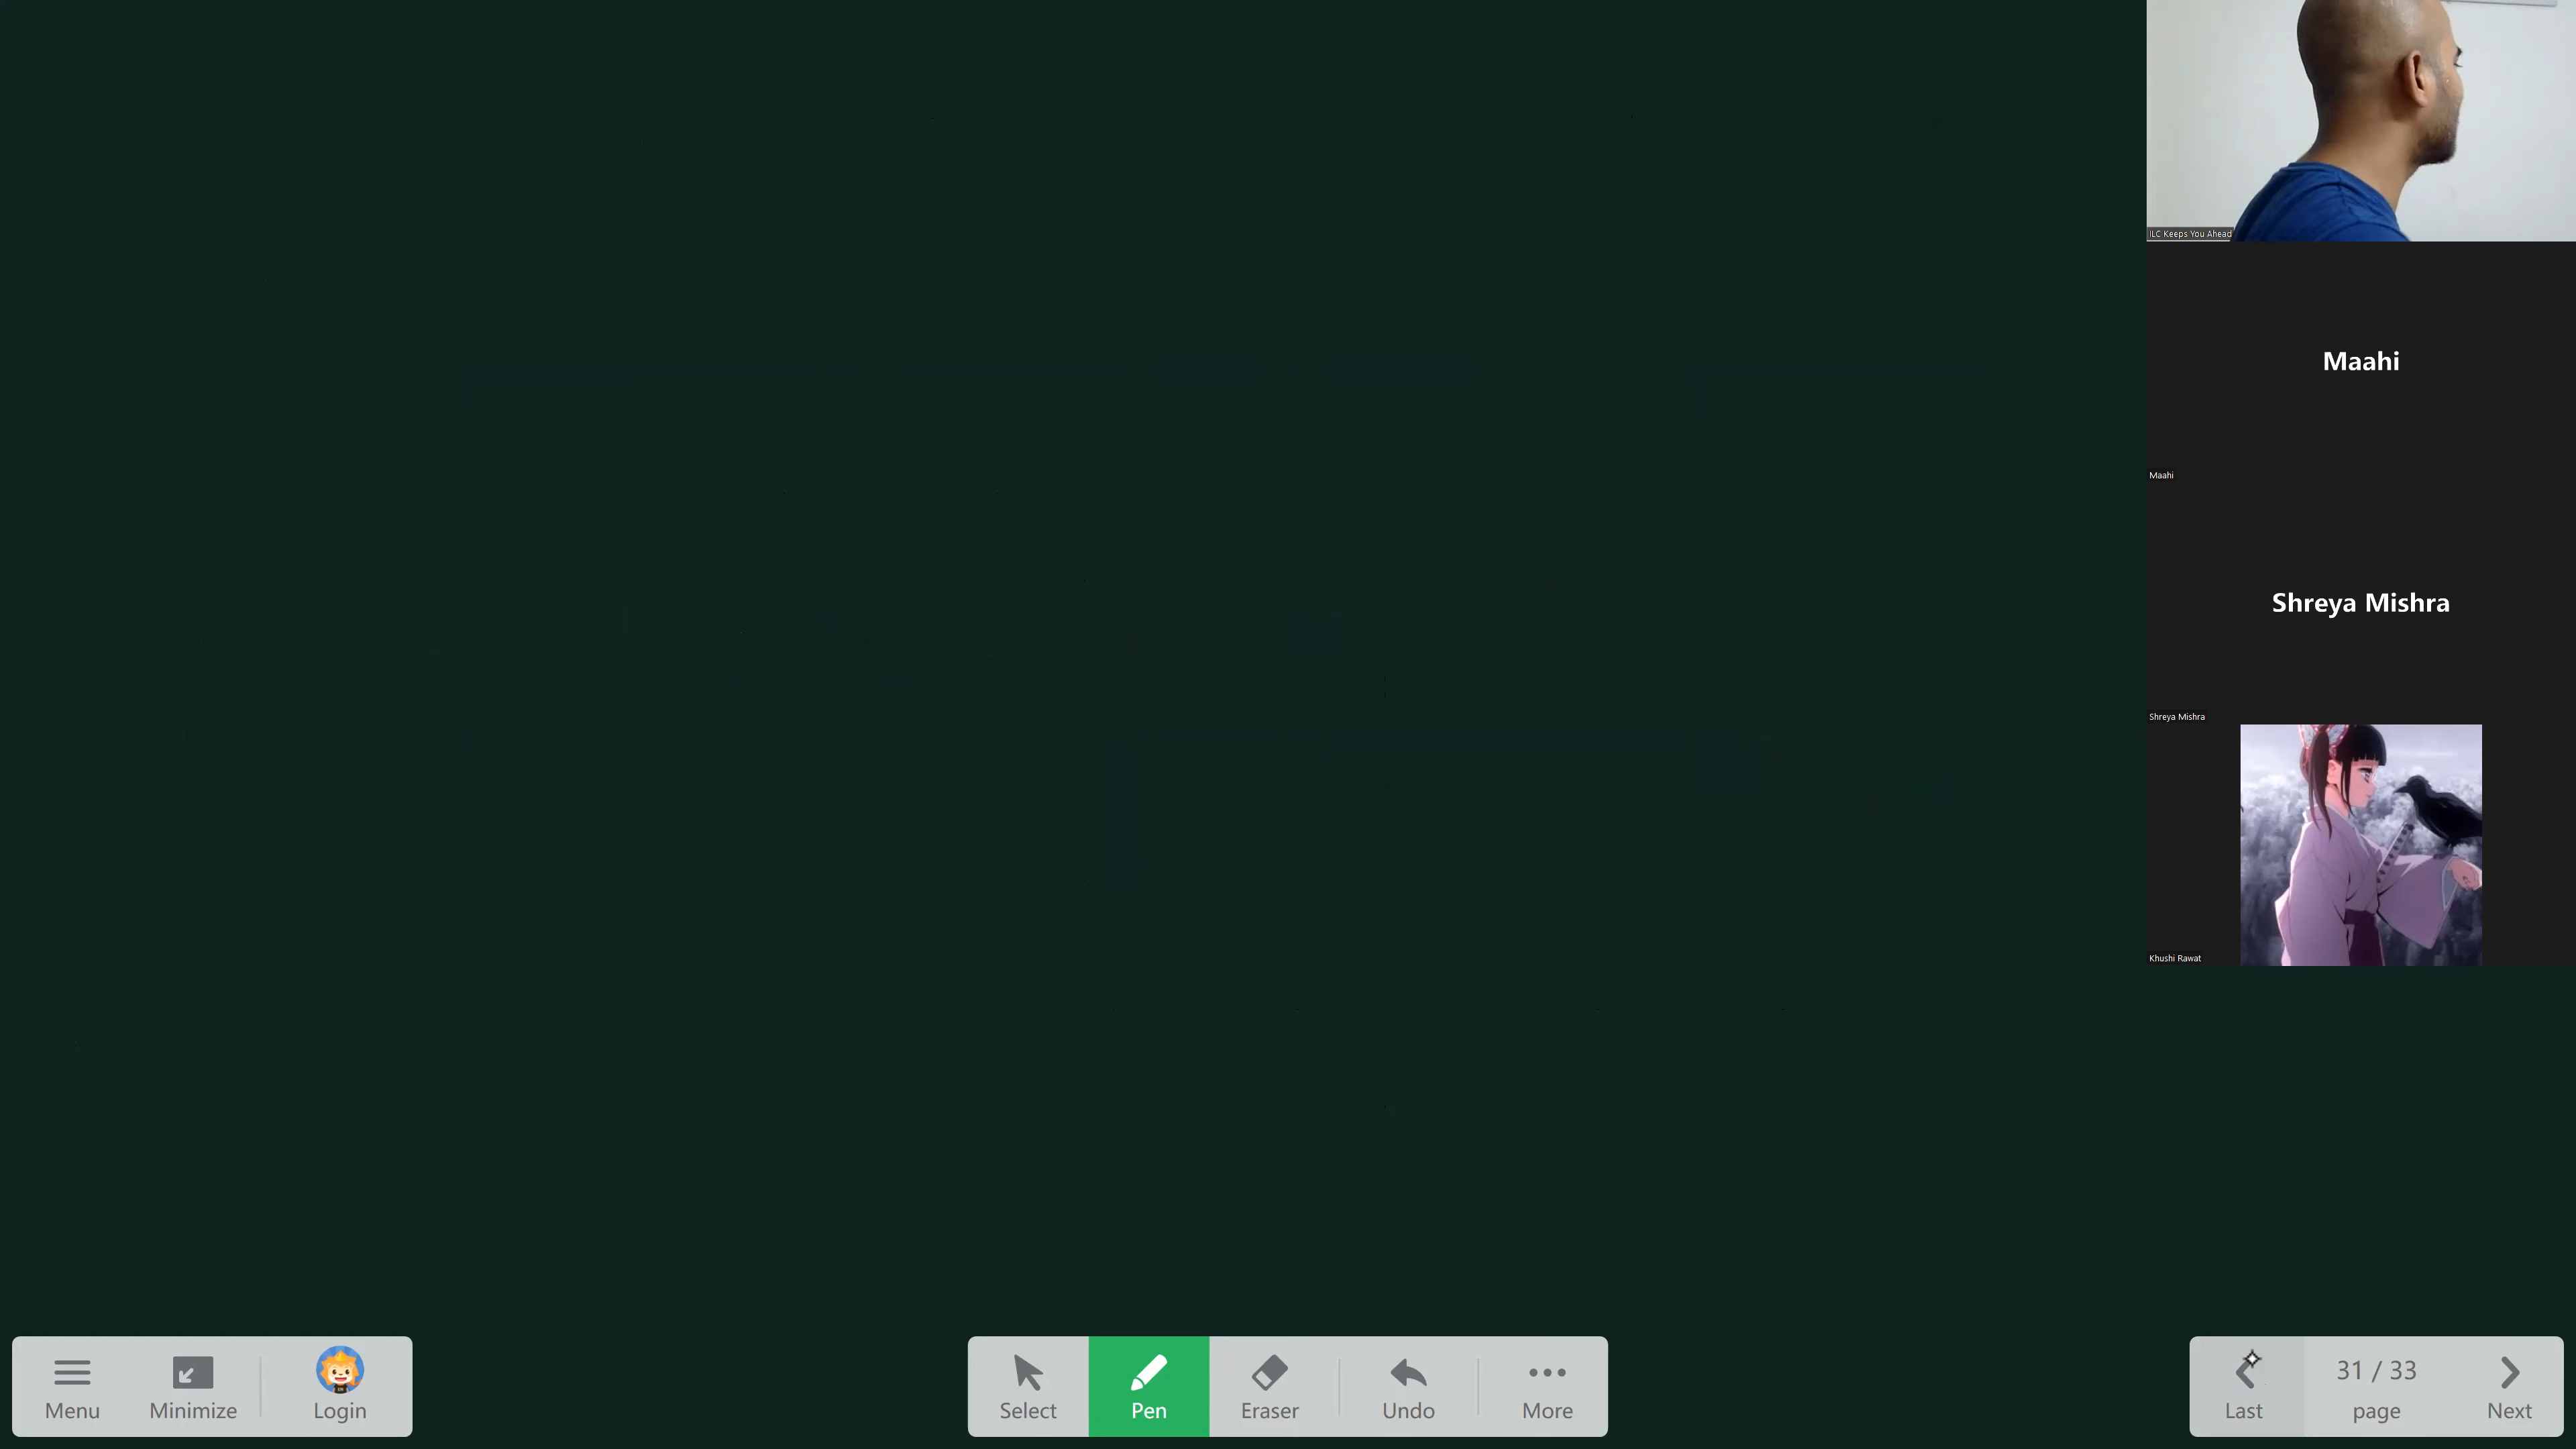 ILC Keeps You Ahead
Maahi
Maahi
Shreya Mishra
Shreya Mishra
Khushi Rawat
Menu
Minimize
Login
Select
Pen
Eraser
Undo
More
Last
31 / 33
page
Next